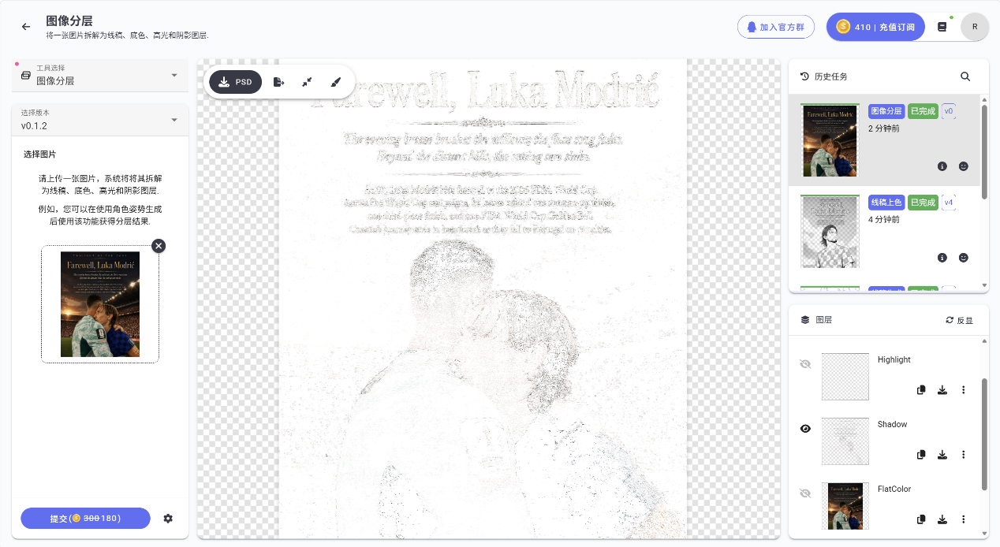 图像分层
将一张图片拆解为线稿、底色、高光和阴影图层.
加入官方群
410 | 充值订阅
R
工具选择
图像分层
选择版本
v0.1.2
选择图片
请上传一张图片，系统将将其拆解
为线稿、底色、高光和阴影图层.
例如，您可以在使用角色姿势生成
后使用该功能获得分层结果.
Farewell, Luka Modrić
提交( 300 180 )
PSD
Farewell, Luka Modrić
The evening breeze brushes the willows, the flute song fades.
Beyond the distant hills, the setting sun sinks.
历史任务
Farewell, Luka Modrić
图像分层 已完成 v0
2 分钟前
线稿上色 已完成 v4
4 分钟前
图层
反显
Highlight
Shadow
FlatColor